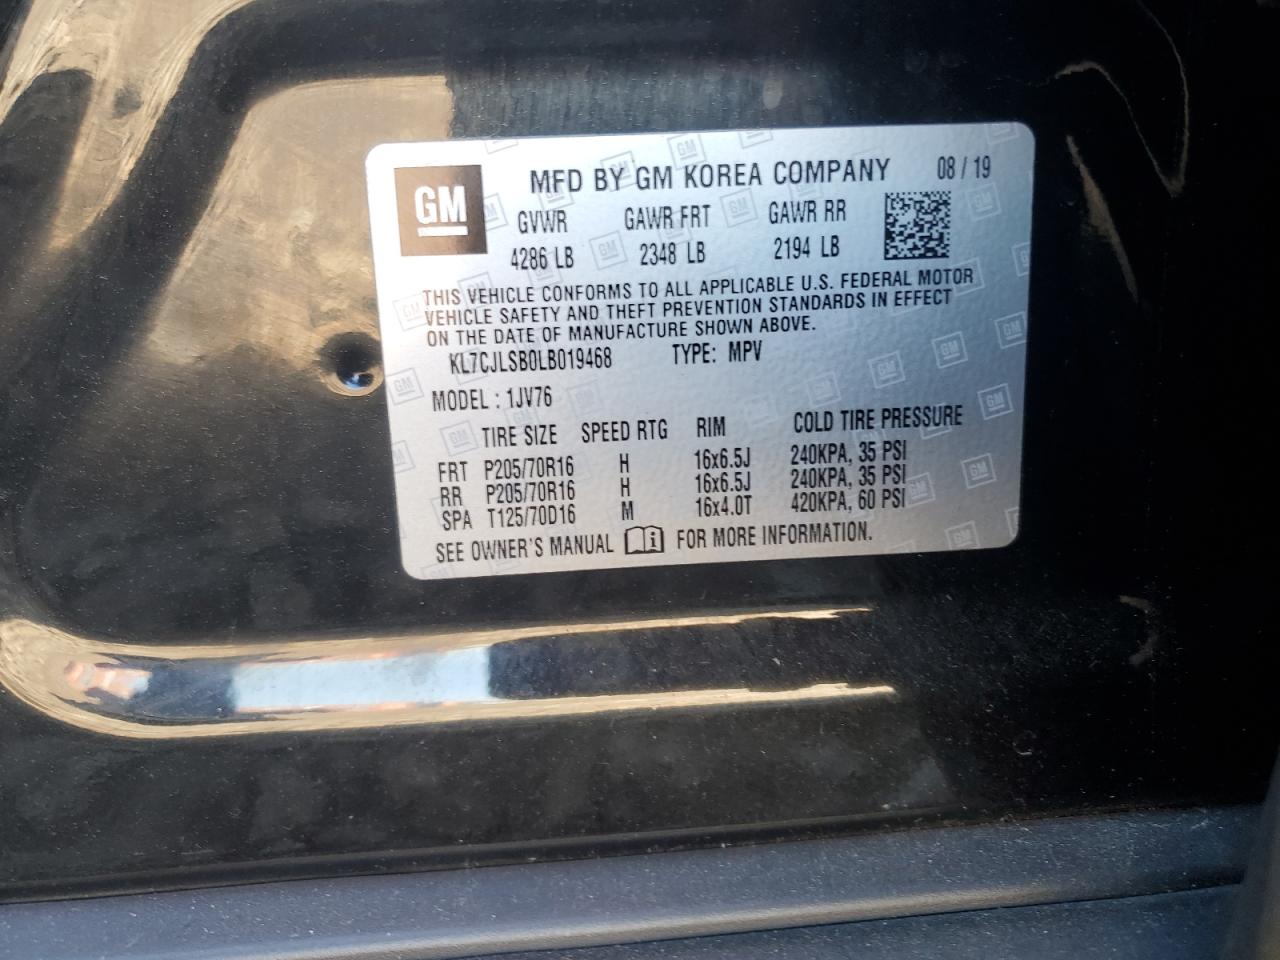 GM
MFD BY GM KOREA COMPANY 08 / 19
GVWR GAWR FRT GAWR RR
4286 LB 2348 LB 2194 LB
THIS VEHICLE CONFORMS TO ALL APPLICABLE U.S. FEDERAL MOTOR
VEHICLE SAFETY AND THEFT PREVENTION STANDARDS IN EFFECT
ON THE DATE OF MANUFACTURE SHOWN ABOVE.
KL7CJLSB0LB019468 TYPE: MPV
MODEL : 1JV76
TIRE SIZE SPEED RTG RIM COLD TIRE PRESSURE
FRT P205/70R16 H 16x6.5J 240KPA, 35 PSI
RR P205/70R16 H 16x6.5J 240KPA, 35 PSI
SPA T125/70D16 M 16x4.0T 420KPA, 60 PSI
SEE OWNER'S MANUAL FOR MORE INFORMATION.